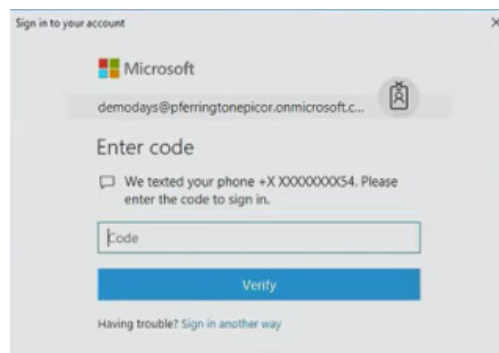 Sign in to your account
Microsoft
demodays@pferringtonepicor.onmicrosoft.c...
Enter code
We texted your phone +X XXXXXXXX54. Please
enter the code to sign in.
Code
Verify
Having trouble? Sign in another way